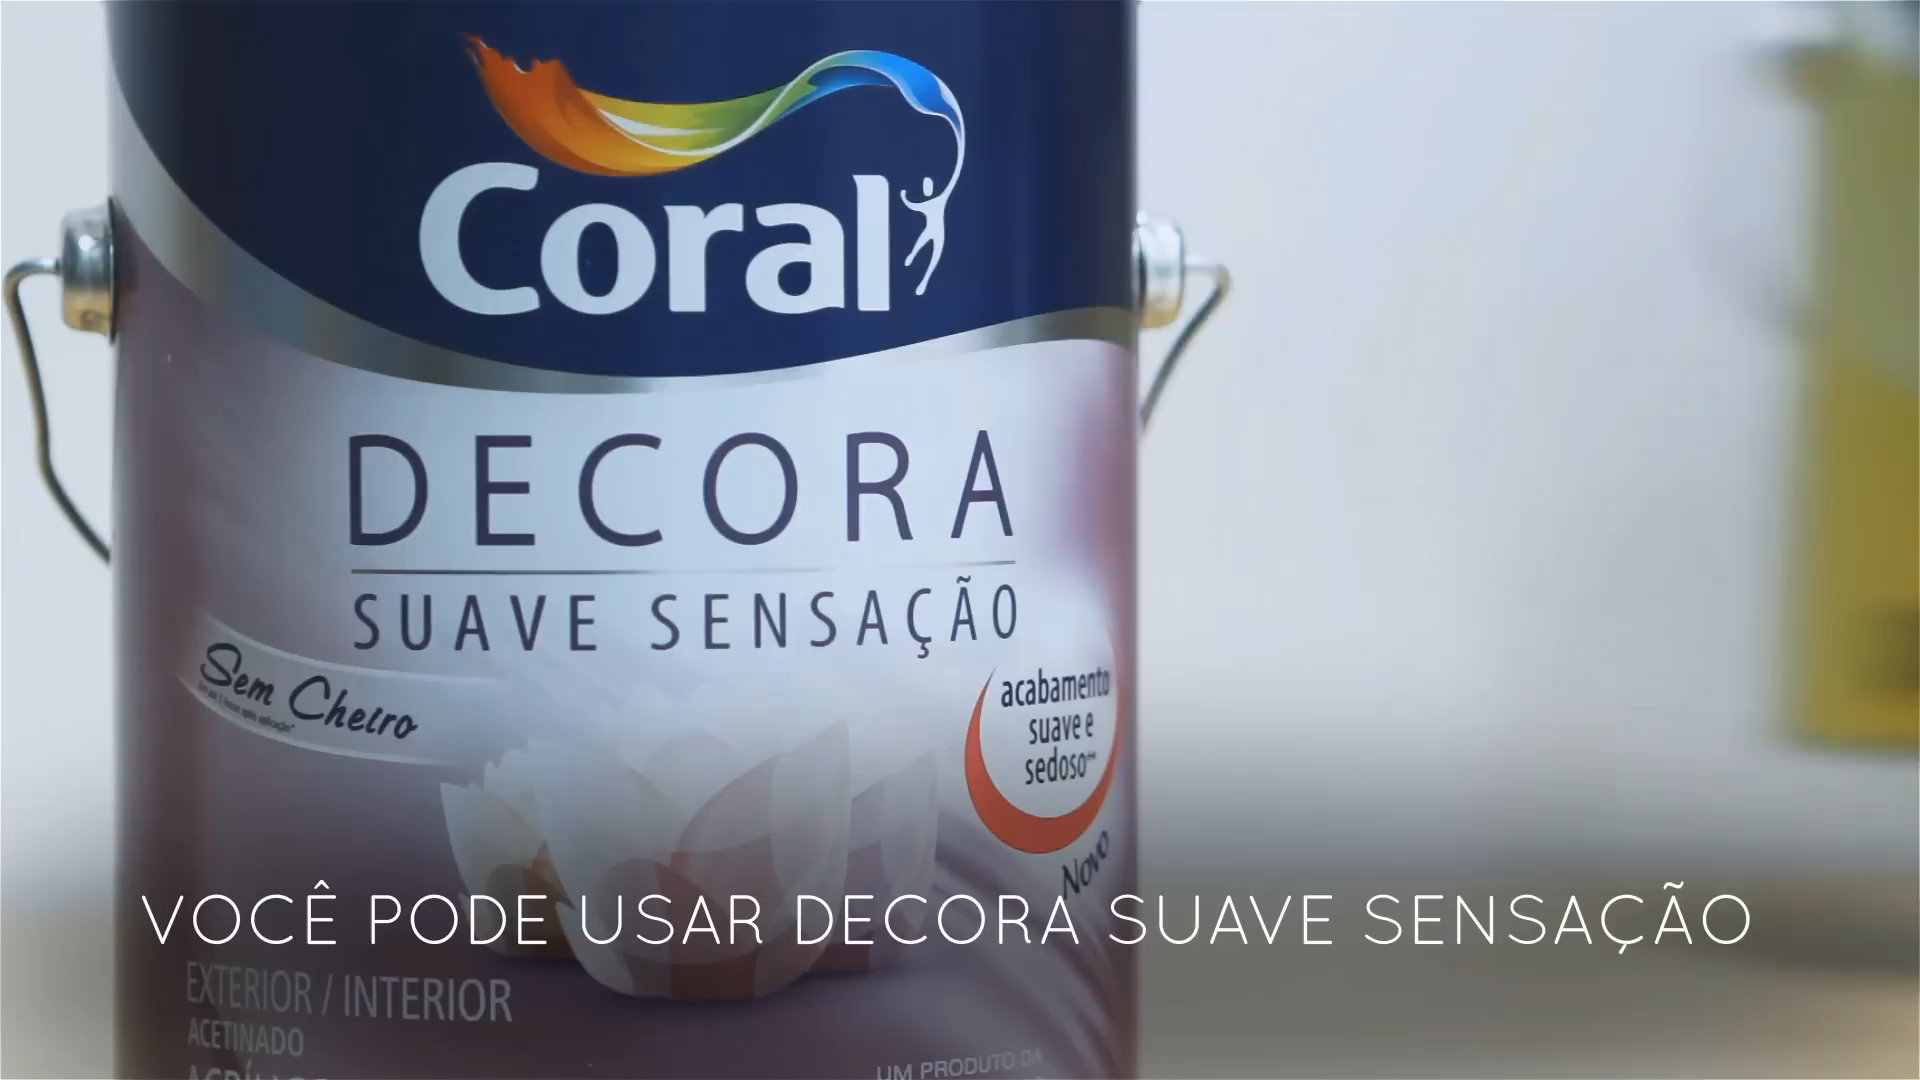 Coral
DECORA
SUAVE SENSAÇÃO
Sem Cheiro
acabamento
suave e
sedoso***
Novo
VOCÊ PODE USAR DECORA SUAVE SENSAÇÃO
EXTERIOR / INTERIOR
ACETINADO
UM PRODUTO DA